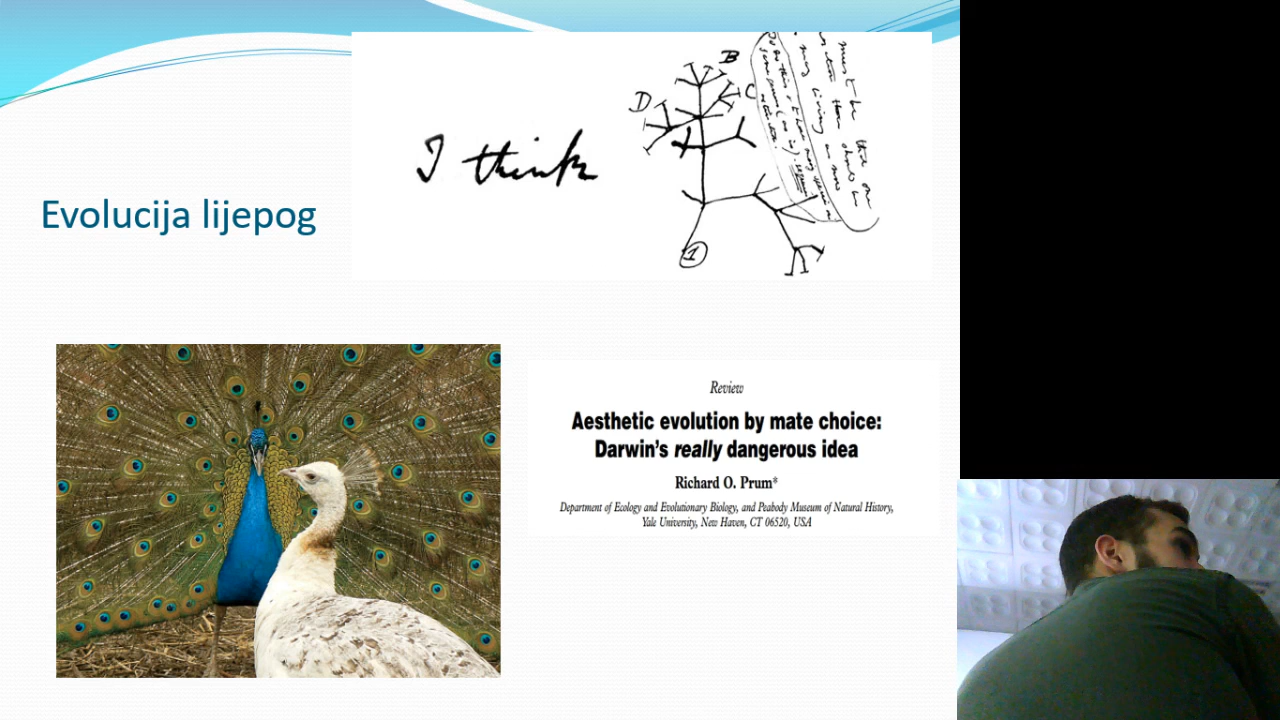 Evolucija lijepog
I think
B
D
C
1
Review
Aesthetic evolution by mate choice:
Darwin's really dangerous idea
Richard O. Prum*
Department of Ecology and Evolutionary Biology, and Peabody Museum of Natural History,
Yale University, New Haven, CT 06520, USA